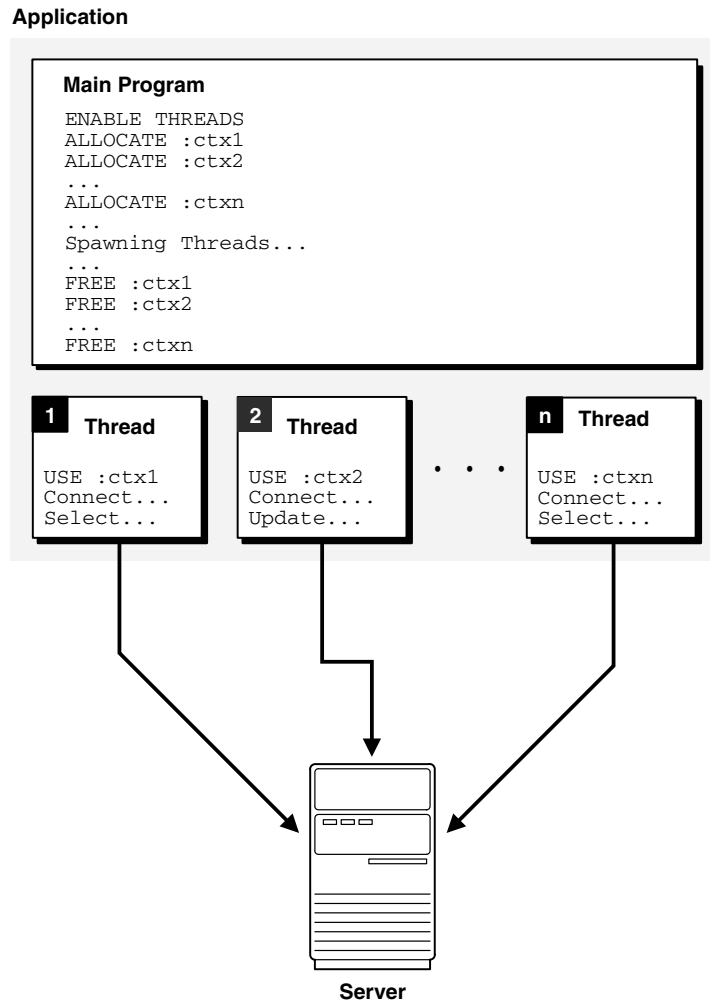 Application
Main Program
ENABLE THREADS
ALLOCATE :ctx1
ALLOCATE :ctx2
...
ALLOCATE :ctxn
...
Spawning Threads...
...
FREE :ctx1
FREE :ctx2
...
FREE :ctxn
1 Thread
USE :ctx1
Connect...
Select...
2 Thread
USE :ctx2
Connect...
Update...
. . .
n Thread
USE :ctxn
Connect...
Select...
Server